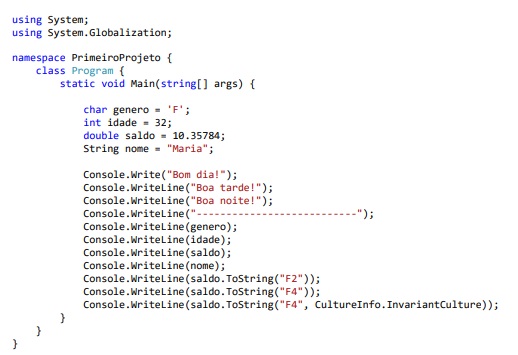 using System;
using System.Globalization;

namespace PrimeiroProjeto {
    class Program {
        static void Main(string[] args) {

            char genero = 'F';
            int idade = 32;
            double saldo = 10.35784;
            String nome = "Maria";

            Console.Write("Bom dia!");
            Console.WriteLine("Boa tarde!");
            Console.WriteLine("Boa noite!");
            Console.WriteLine("---------------------------");
            Console.WriteLine(genero);
            Console.WriteLine(idade);
            Console.WriteLine(saldo);
            Console.WriteLine(nome);
            Console.WriteLine(saldo.ToString("F2"));
            Console.WriteLine(saldo.ToString("F4"));
            Console.WriteLine(saldo.ToString("F4", CultureInfo.InvariantCulture));
        }
    }
}